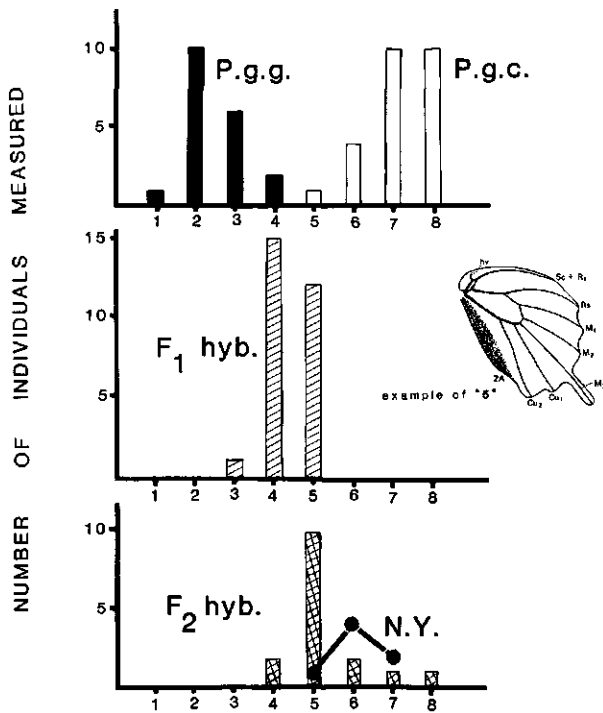 NUMBER OF INDIVIDUALS MEASURED
10
5
P.g.g.
P.g.c.
1 2 3 4 5 6 7 8
15
10
5
F1 hyb.
hv
Sc + R1
Rs
M1
M2
M
2A
Cu2
Cu1
example of "5"
1 2 3 4 5 6 7 8
10
5
F2 hyb.
N.Y.
1 2 3 4 5 6 7 8